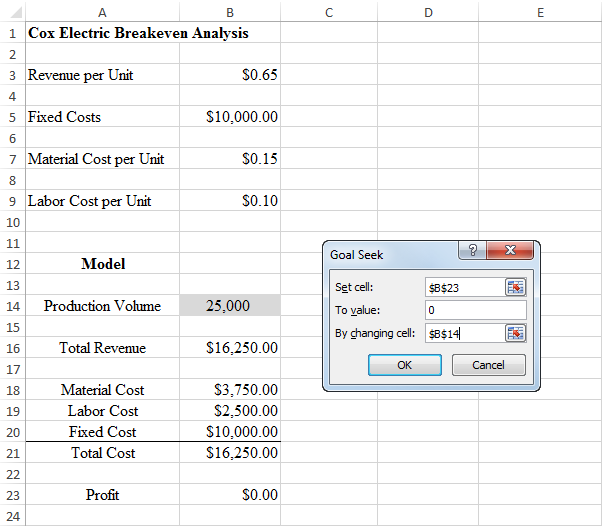 A B C D E
1 Cox Electric Breakeven Analysis
2
3 Revenue per Unit $0.65
4
5 Fixed Costs $10,000.00
6
7 Material Cost per Unit $0.15
8
9 Labor Cost per Unit $0.10
10
11
Goal Seek ? X
12 Model
13
Set cell: $B$23
14 Production Volume 25,000
To value: 0
15
By changing cell: $B$14
16 Total Revenue $16,250.00
17
OK Cancel
18 Material Cost $3,750.00
19 Labor Cost $2,500.00
20 Fixed Cost $10,000.00
21 Total Cost $16,250.00
22
23 Profit $0.00
24